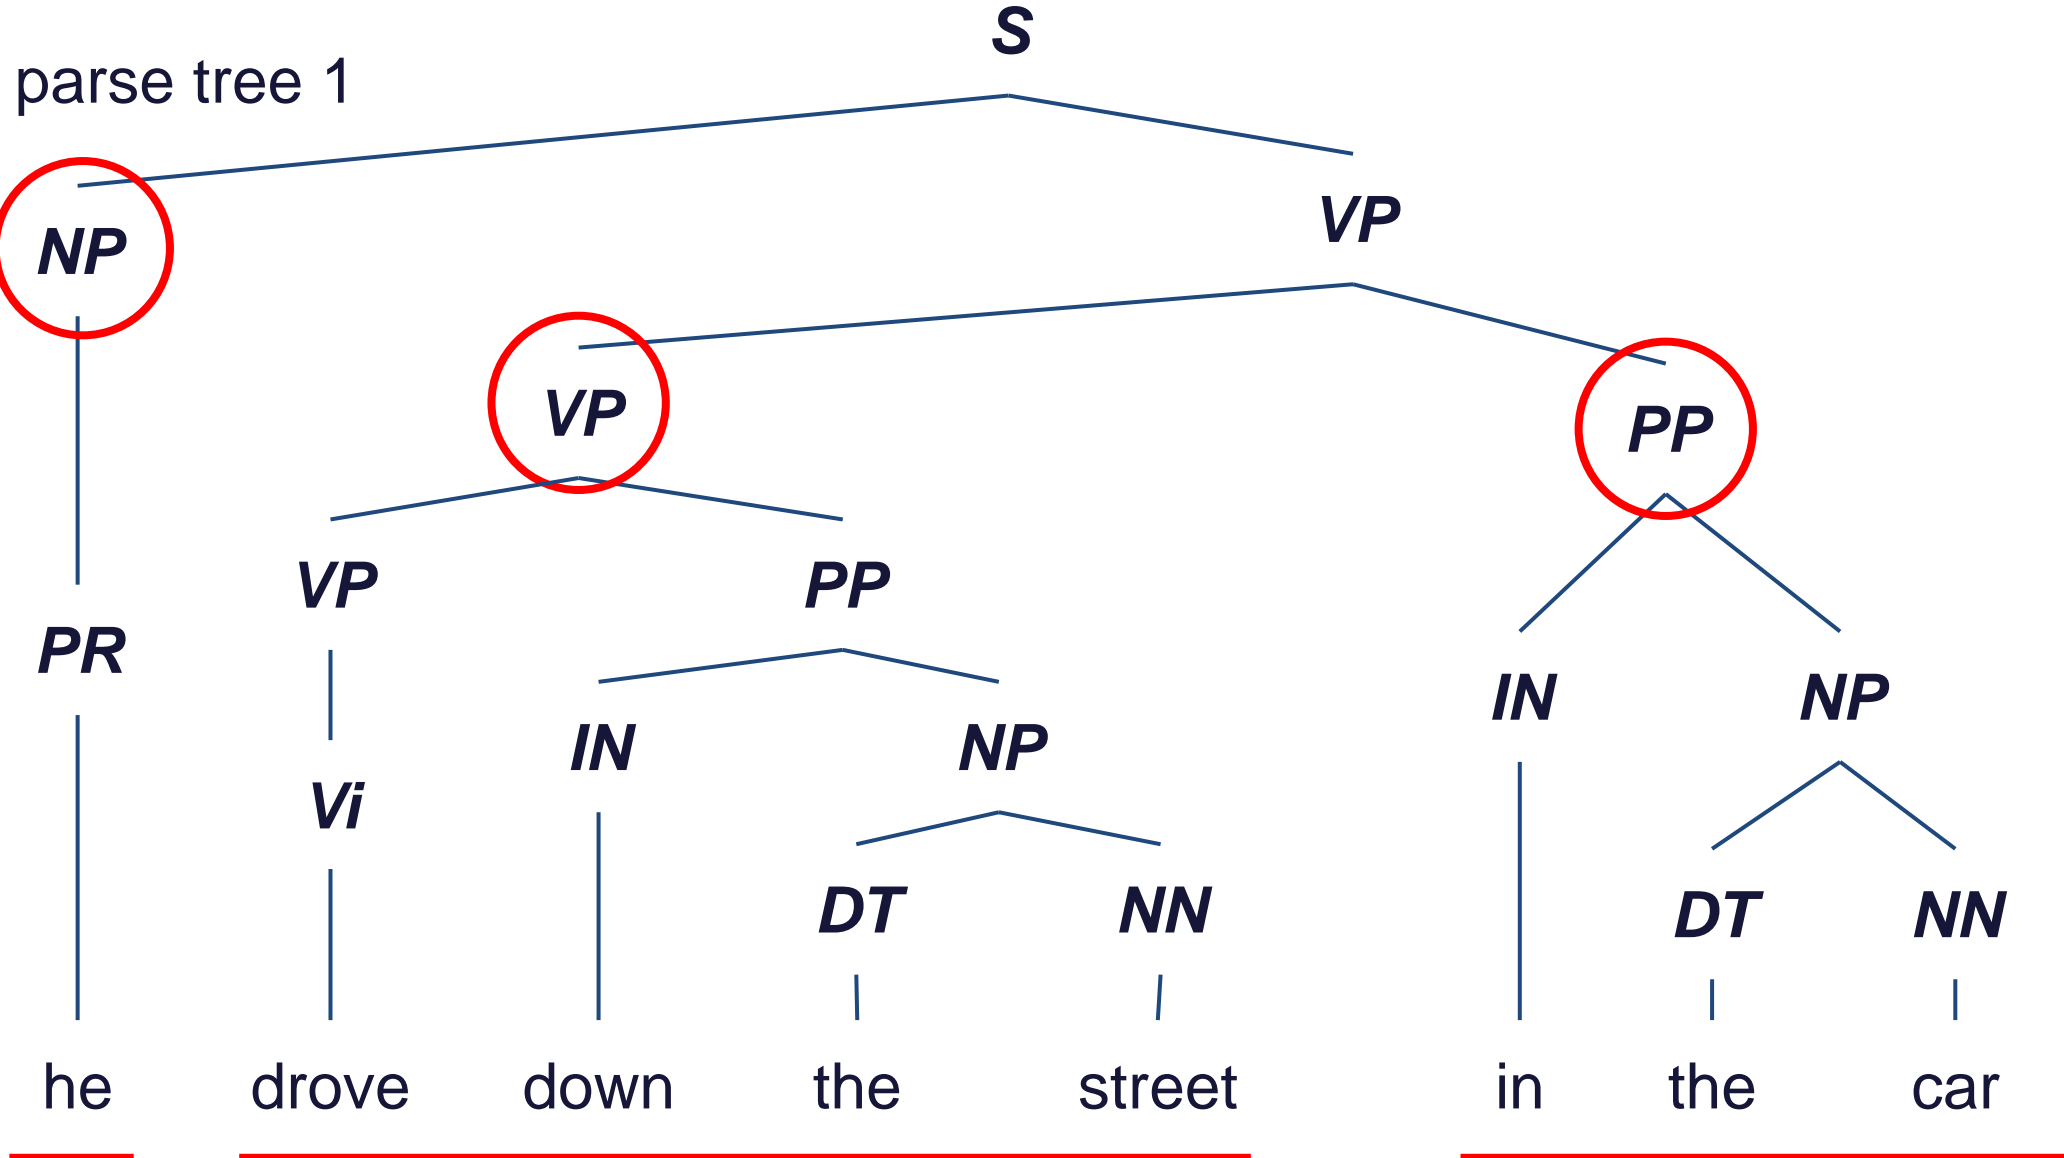 S
parse tree 1
VP
NP
VP
PP
VP PP
PR
IN NP
IN NP
Vi
DT NN
DT NN
he drove down the street in the car